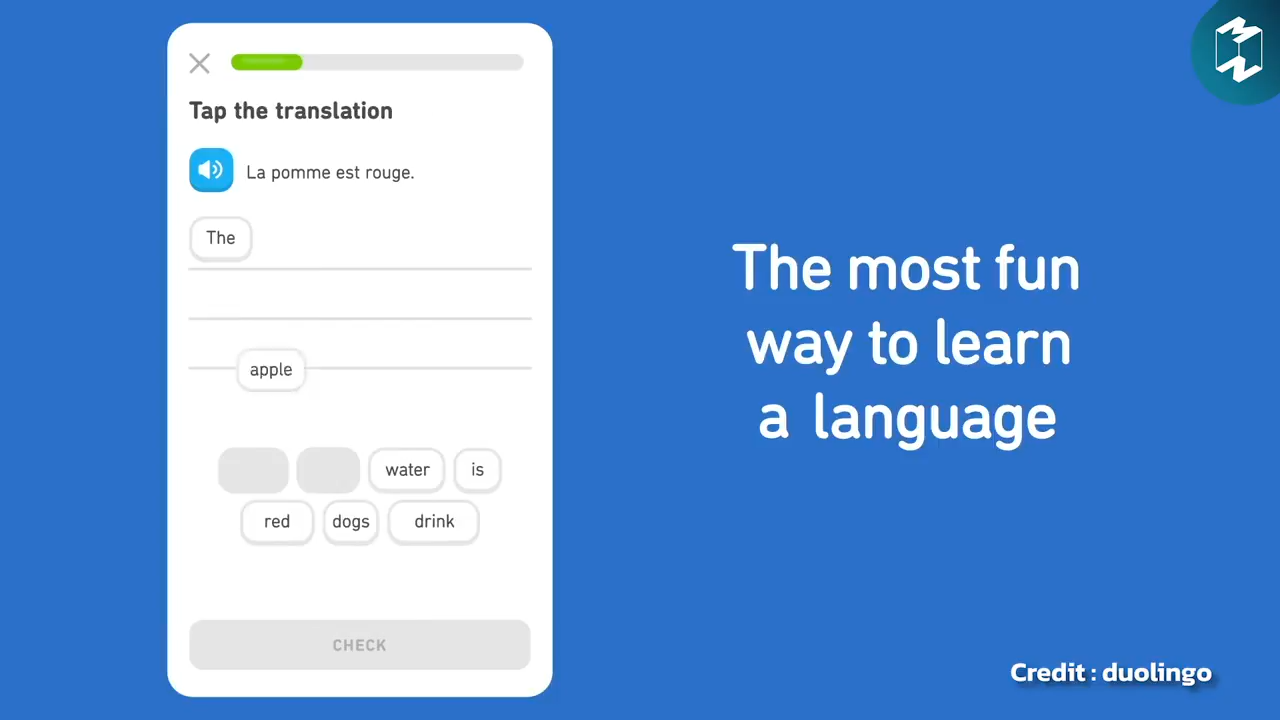 Tap the translation
La pomme est rouge.
The
apple
water is
red dogs drink
CHECK
The most fun
way to learn
a language
Credit : duolingo